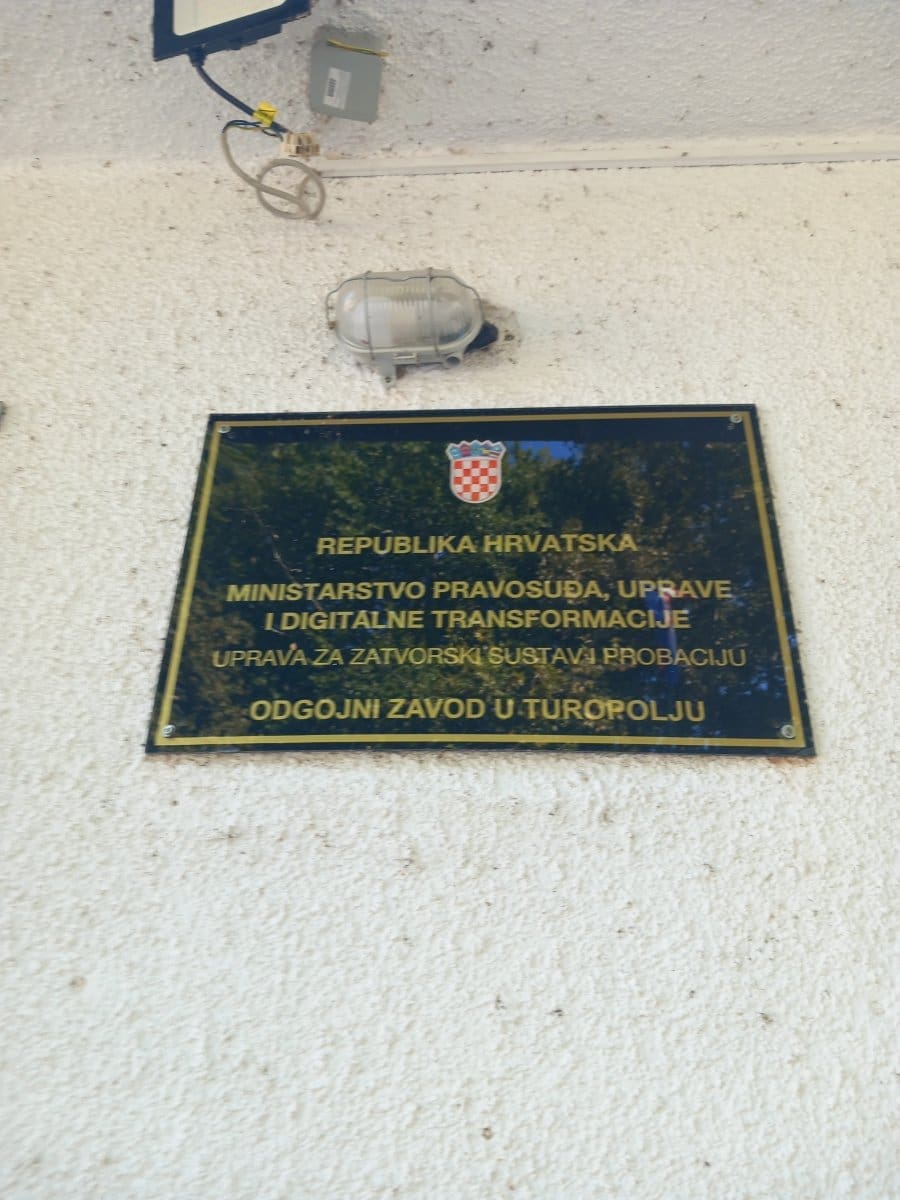 REPUBLIKA HRVATSKA
MINISTARSTVO PRAVOSUĐA, UPRAVE
I DIGITALNE TRANSFORMACIJE
UPRAVA ZA ZATVORSKI SUSTAV I PROBACIJU
ODGOJNI ZAVOD U TUROPOLJU